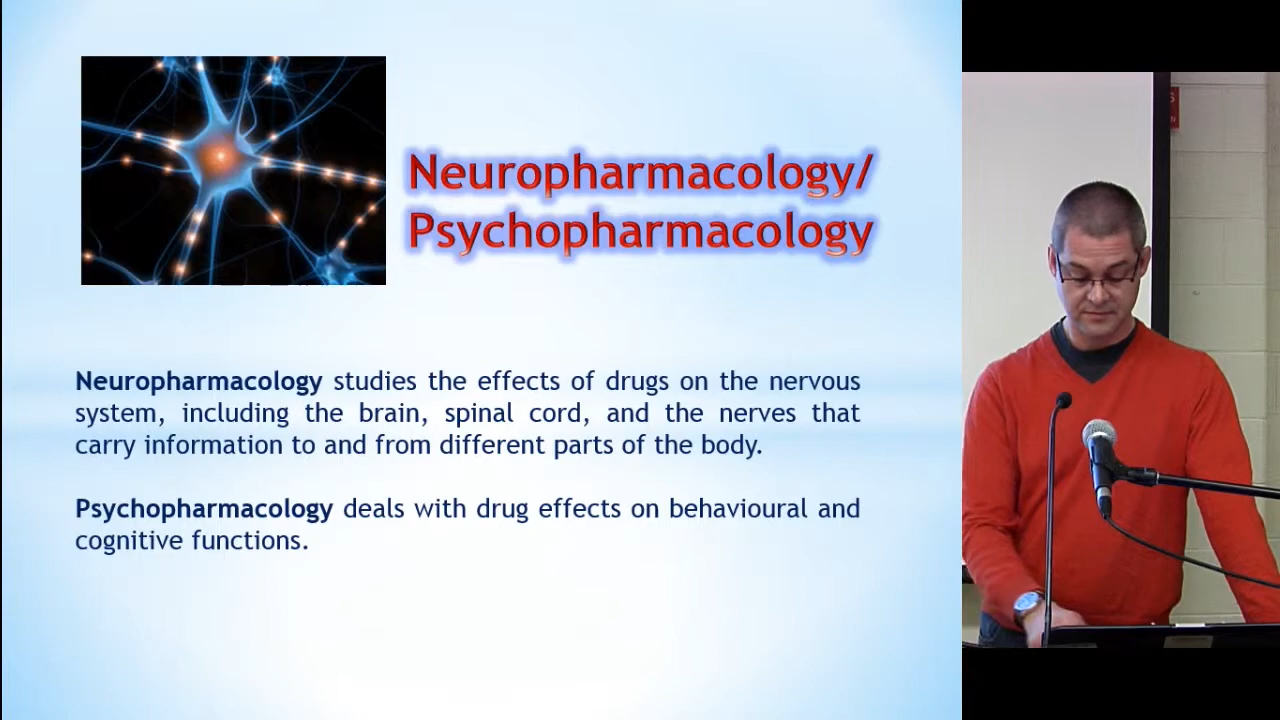 Neuropharmacology/
Psychopharmacology
Neuropharmacology studies the effects of drugs on the nervous
system, including the brain, spinal cord, and the nerves that
carry information to and from different parts of the body.
Psychopharmacology deals with drug effects on behavioural and
cognitive functions.